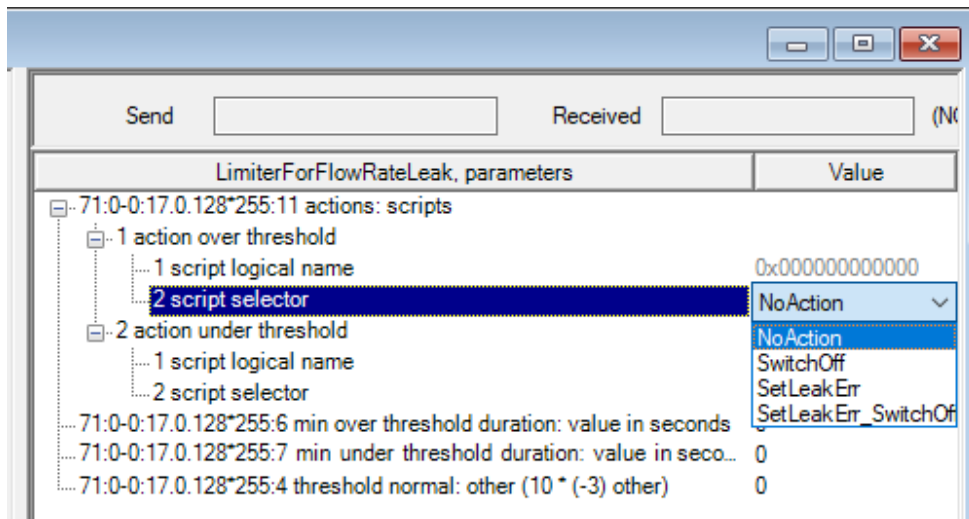 Send Received (N
LimiterForFlowRateLeak, parameters Value
71:0-0:17.0.128*255:11 actions: scripts
1 action over threshold
1 script logical name 0x000000000000
2 script selector NoAction
2 action under threshold NoAction
1 script logical name SwitchOff
2 script selector SetLeakErr
SetLeakErr_SwitchOf
71:0-0:17.0.128*255:6 min over threshold duration: value in seconds
71:0-0:17.0.128*255:7 min under threshold duration: value in seco... 0
71:0-0:17.0.128*255:4 threshold normal: other (10 * (-3) other) 0